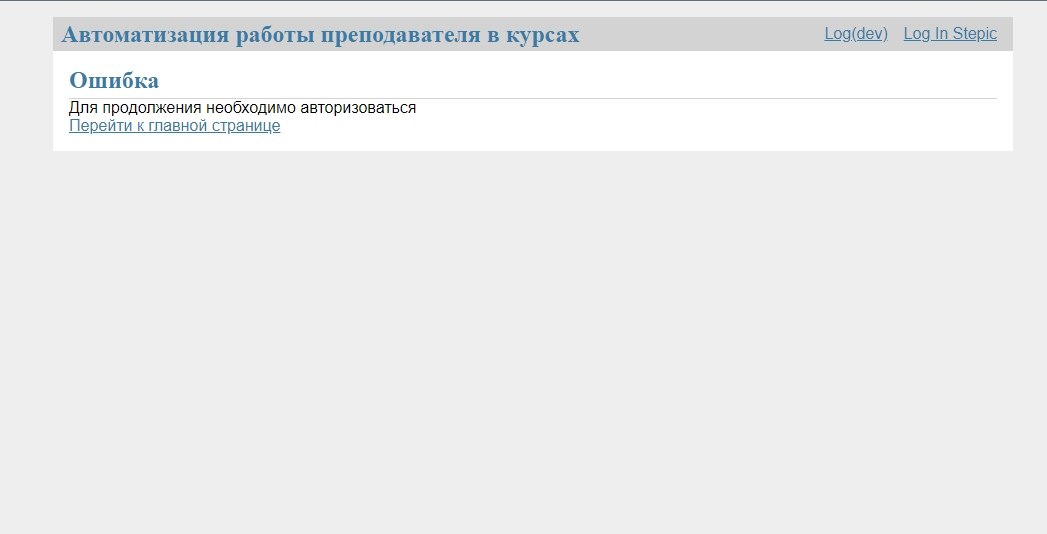 Автоматизация работы преподавателя в курсах Log(dev) Log In Stepic
Ошибка
Для продолжения необходимо авторизоваться
Перейти к главной странице